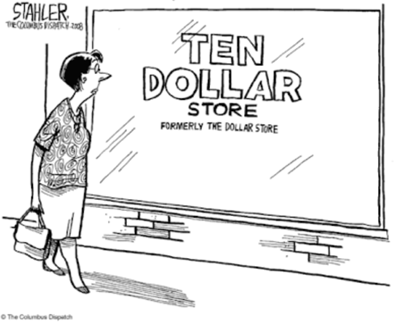 STAHLER.
THE COLUMBUS DISPATCH. 2008
TEN
DOLLAR
STORE
FORMERLY THE DOLLAR STORE
© The Columbus Dispatch